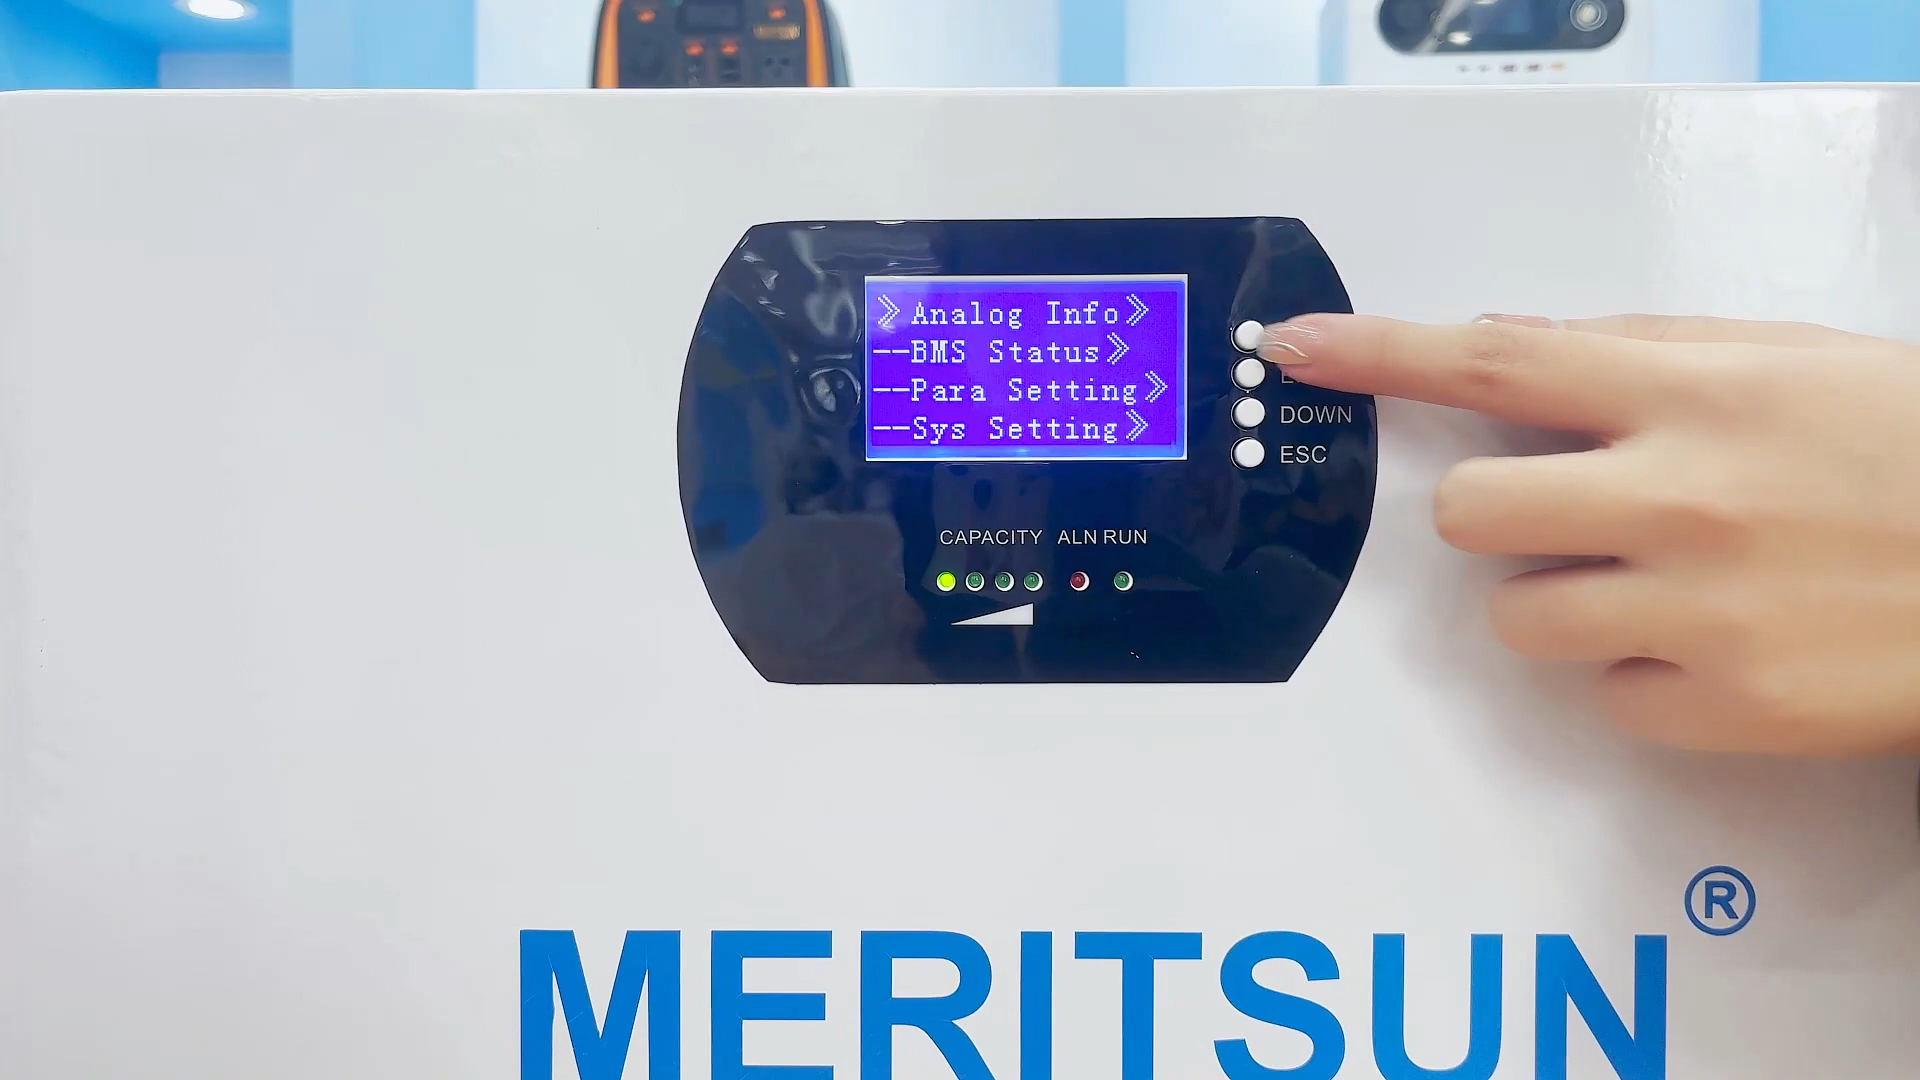 》Analog Info》
--BMS Status》
--Para Setting》
--Sys Setting》
DOWN
ESC
CAPACITY ALN RUN
MERITSUN®